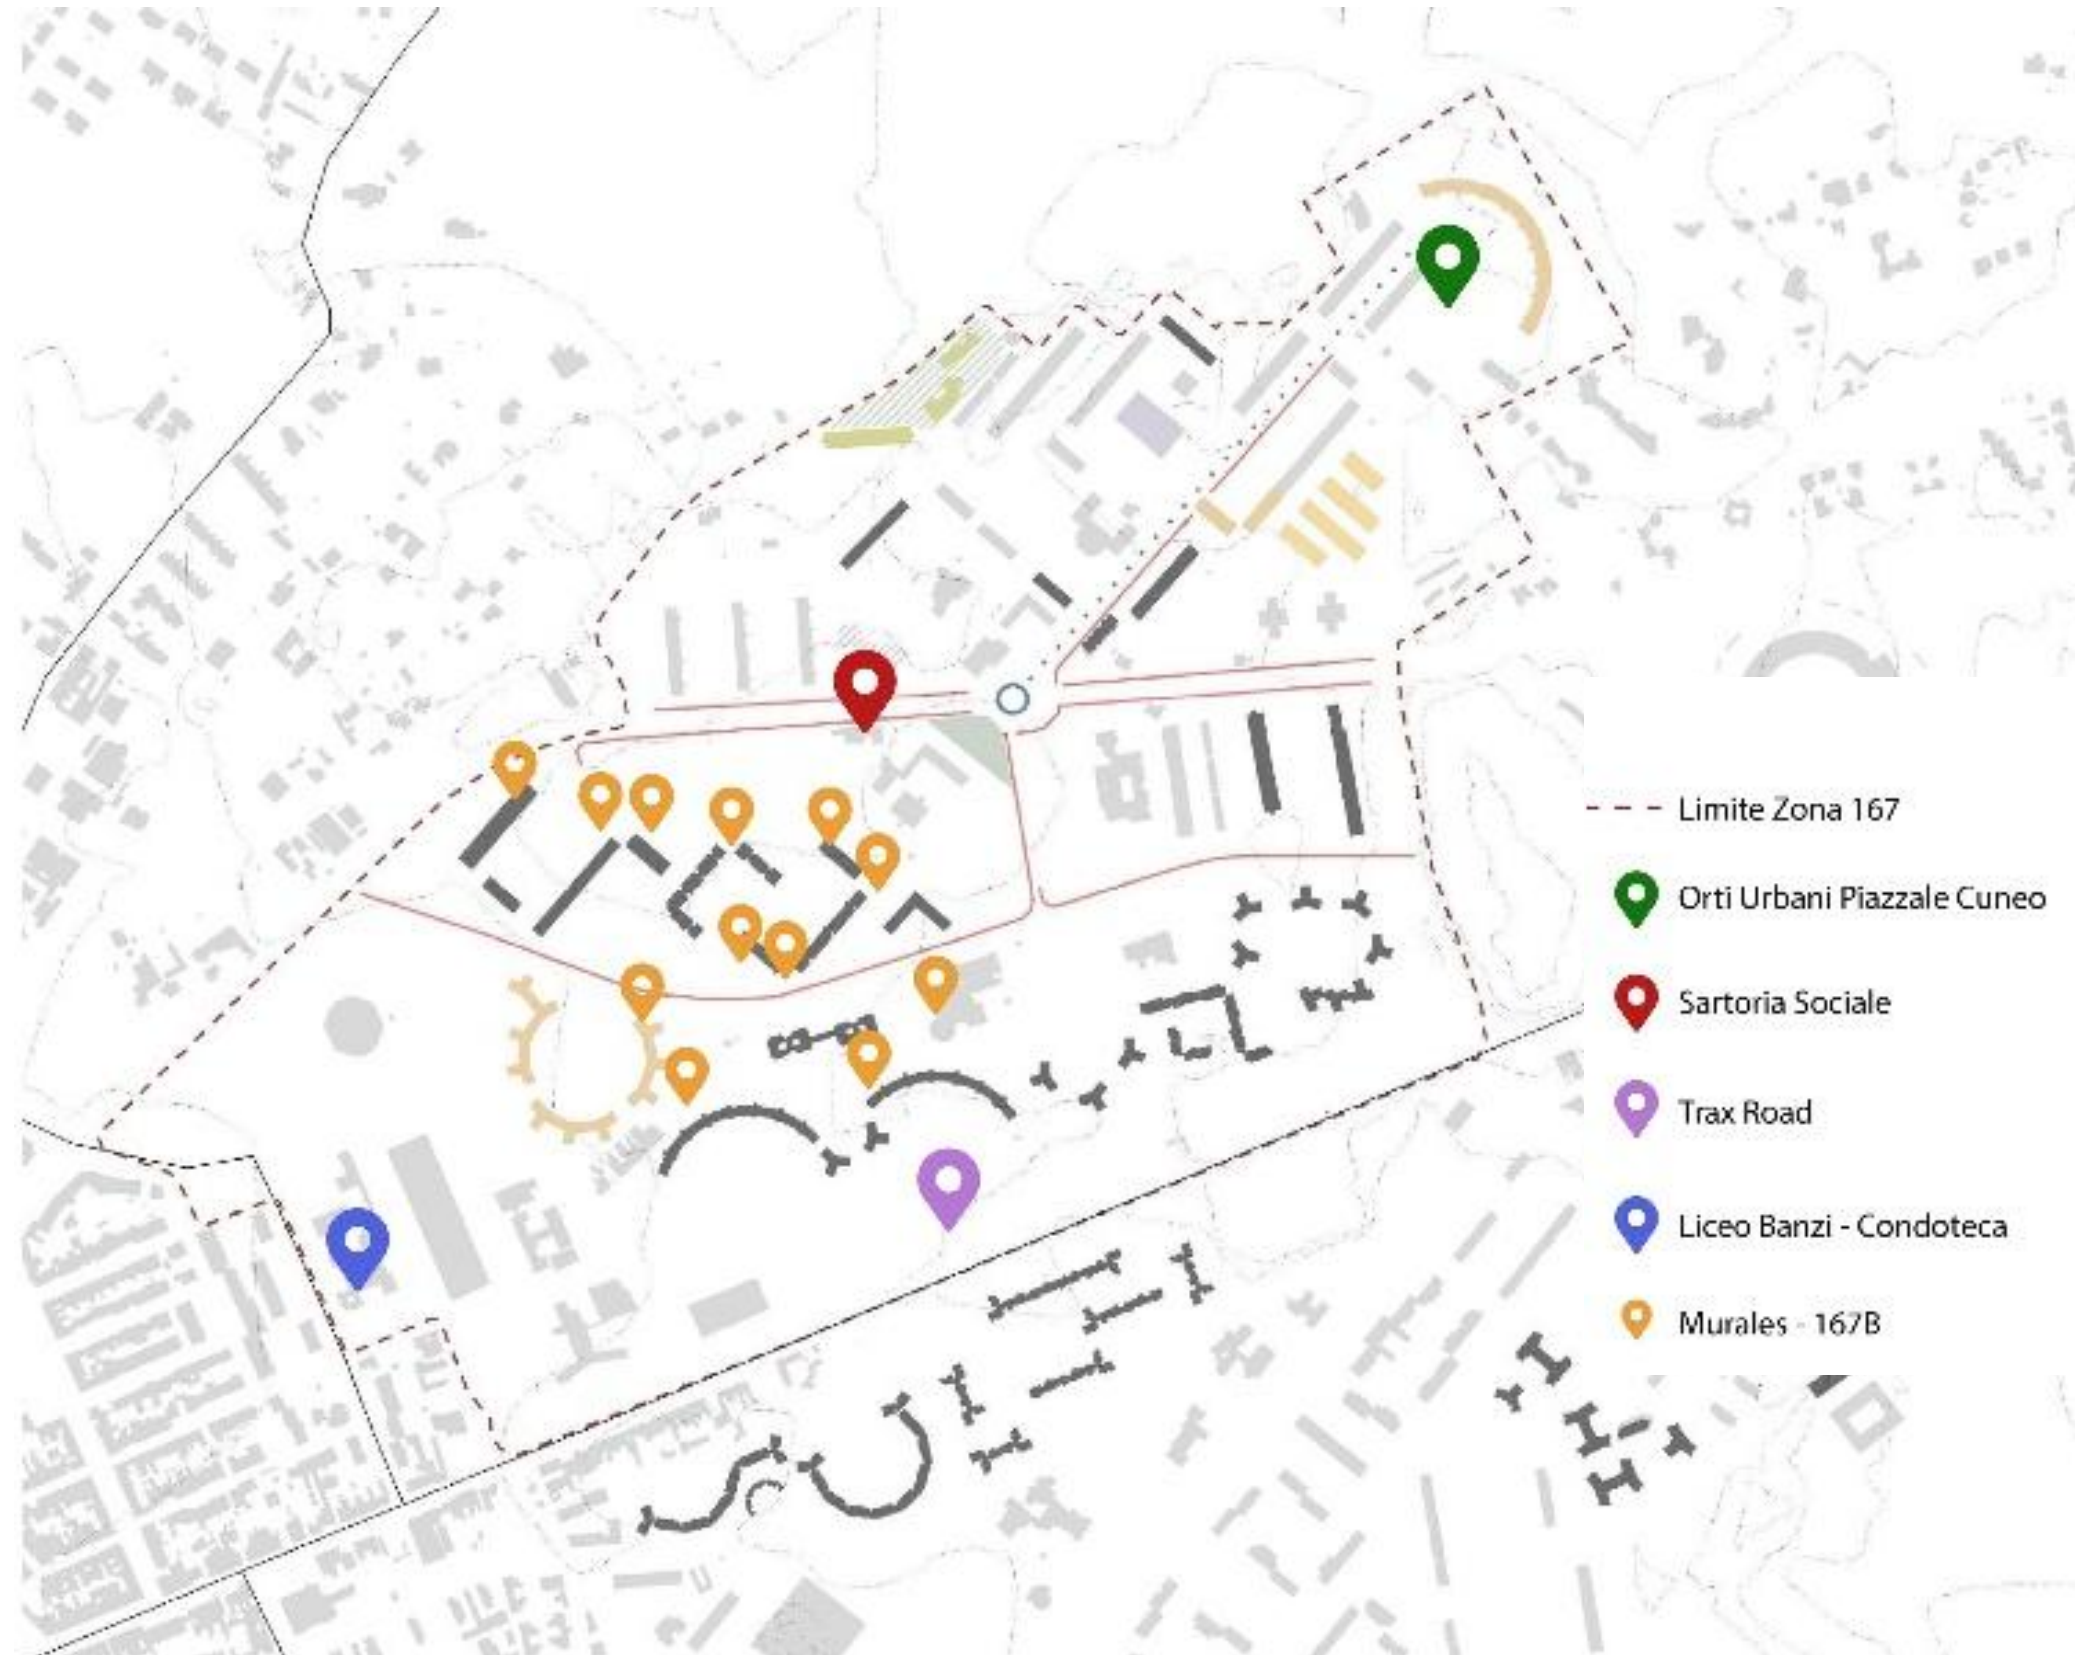 Limite Zona 167
Orti Urbani Piazzale Cuneo
Sartoria Sociale
Trax Road
Liceo Banzi - Condoteca
Murales - 167B